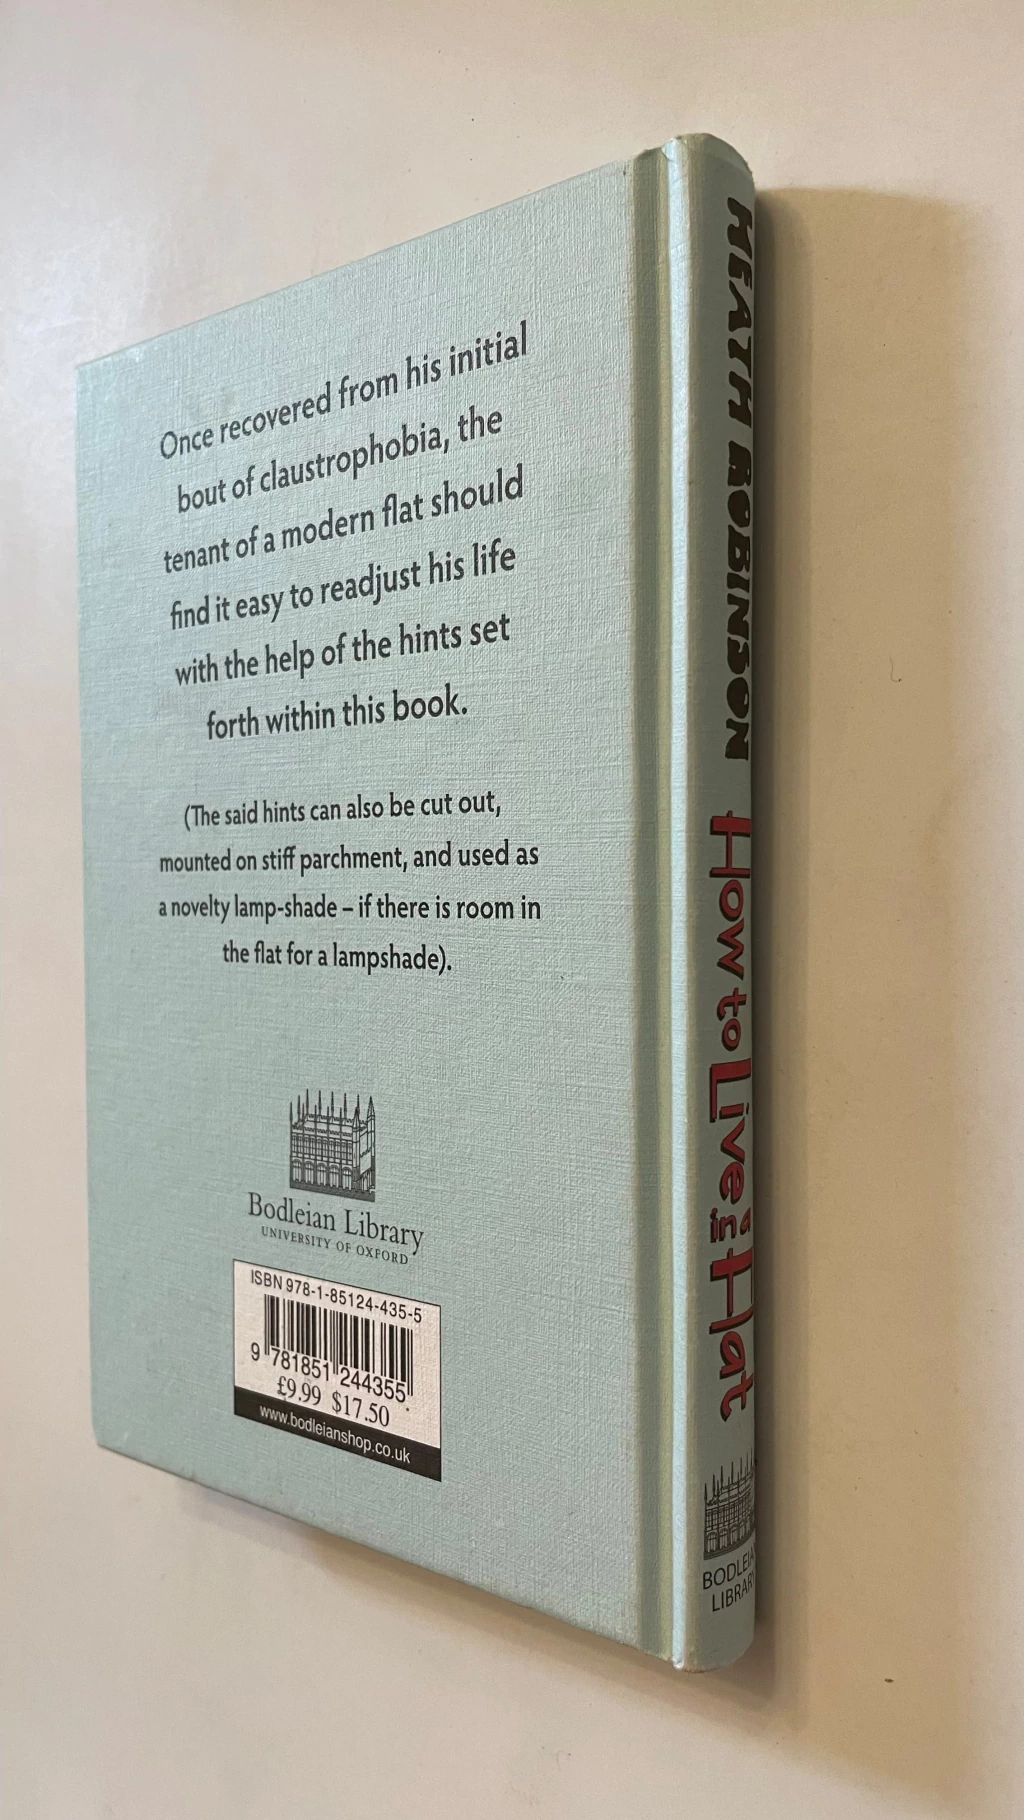 Once recovered from his initial
bout of claustrophobia, the
tenant of a modern flat should
find it easy to readjust his life
with the help of the hints set
forth within this book.
(The said hints can also be cut out,
mounted on stiff parchment, and used as
a novelty lamp-shade – if there is room in
the flat for a lampshade).
Bodleian Library
UNIVERSITY OF OXFORD
ISBN 978-1-85124-435-5
9 781851 244355
£9.99 $17.50
www.bodleianshop.co.uk
HEATH ROBINSON How to Live in a Flat
BODLEIAN
LIBRARY